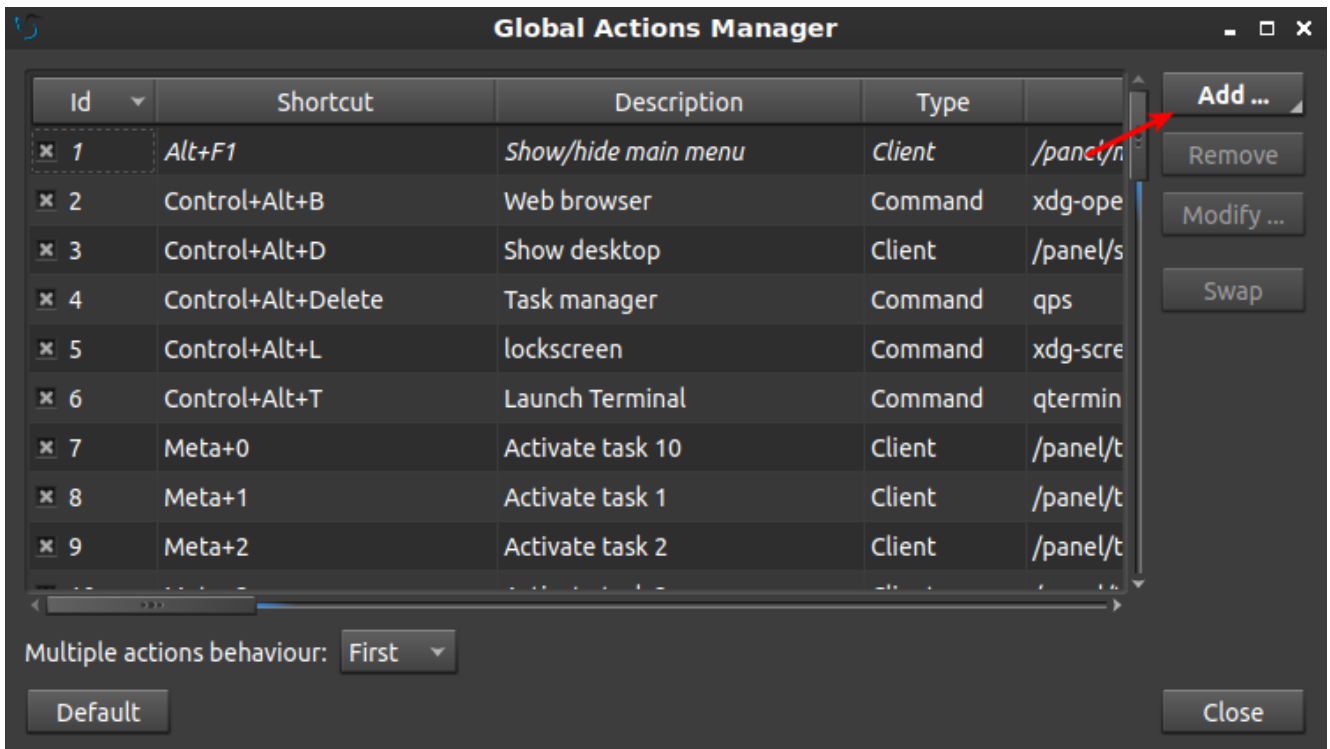 Global Actions Manager
Id Shortcut Description Type
Add ...
1 Alt+F1 Show/hide main menu Client
Remove
2 Control+Alt+B Web browser Command xdg-ope
Modify ...
3 Control+Alt+D Show desktop Client /panel/s
4 Control+Alt+Delete Task manager Command qps
Swap
5 Control+Alt+L lockscreen Command xdg-scre
6 Control+Alt+T Launch Terminal Command qtermin
7 Meta+0 Activate task 10 Client /panel/t
8 Meta+1 Activate task 1 Client /panel/t
9 Meta+2 Activate task 2 Client /panel/t
Multiple actions behaviour: First
Default
Close